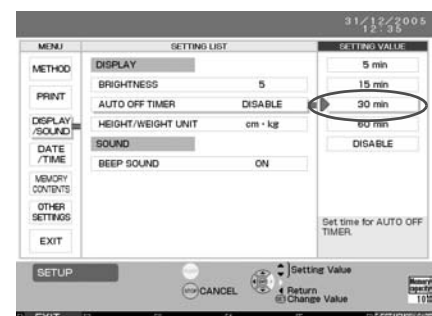 31/12/2005
12:35
MENU
SETTING LIST
SETTING VALUE
METHOD
PRINT
DISPLAY
/SOUND
DATE
/TIME
MEMORY
CONTENTS
OTHER
SETTINGS
EXIT
DISPLAY
BRIGHTNESS 5
AUTO OFF TIMER DISABLE
HEIGHT/WEIGHT UNIT cm・kg
SOUND
BEEP SOUND ON
5 min
15 min
30 min
60 min
DISABLE
Set time for AUTO OFF
TIMER.
SETUP
CANCEL
Setting Value
Return
Change Value
Memory
capacity